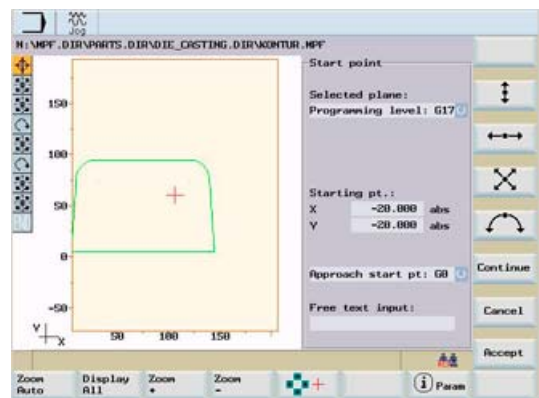 Jog
N:\MPF.DIR\PARTS.DIR\DIE_CASTING.DIR\KONTUR.MPF
Start point
Selected plane:
Programming level: G17
150
100
50
0
-50
Y
X
50 100 150
Starting pt.:
X -20.000 abs
Y -20.000 abs
Approach start pt: G0
Free text input:
Continue
Cancel
Accept
Zoom Auto
Display All
Zoom +
Zoom -
i Param